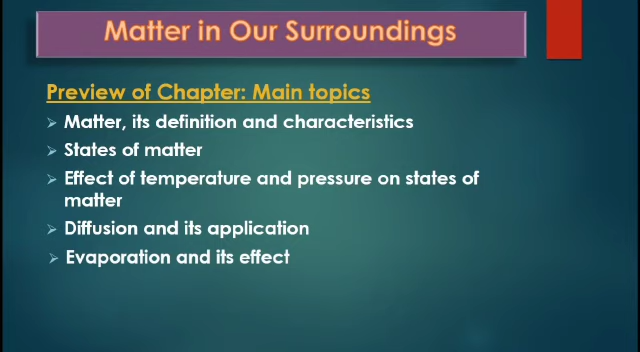 Matter in Our Surroundings
Preview of Chapter: Main topics
Matter, its definition and characteristics
States of matter
Effect of temperature and pressure on states of
matter
Diffusion and its application
Evaporation and its effect